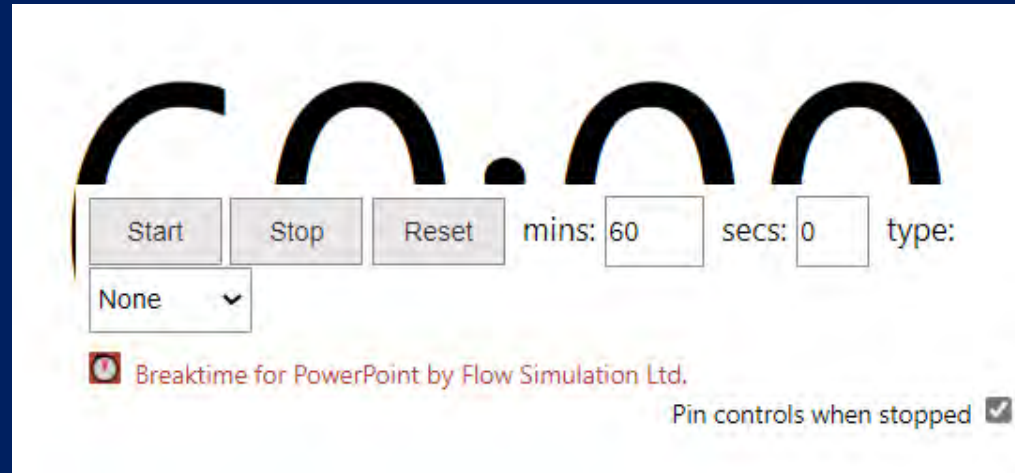 60:00
Start Stop Reset mins: 60 secs: 0 type:
None
Breaktime for PowerPoint by Flow Simulation Ltd.
Pin controls when stopped